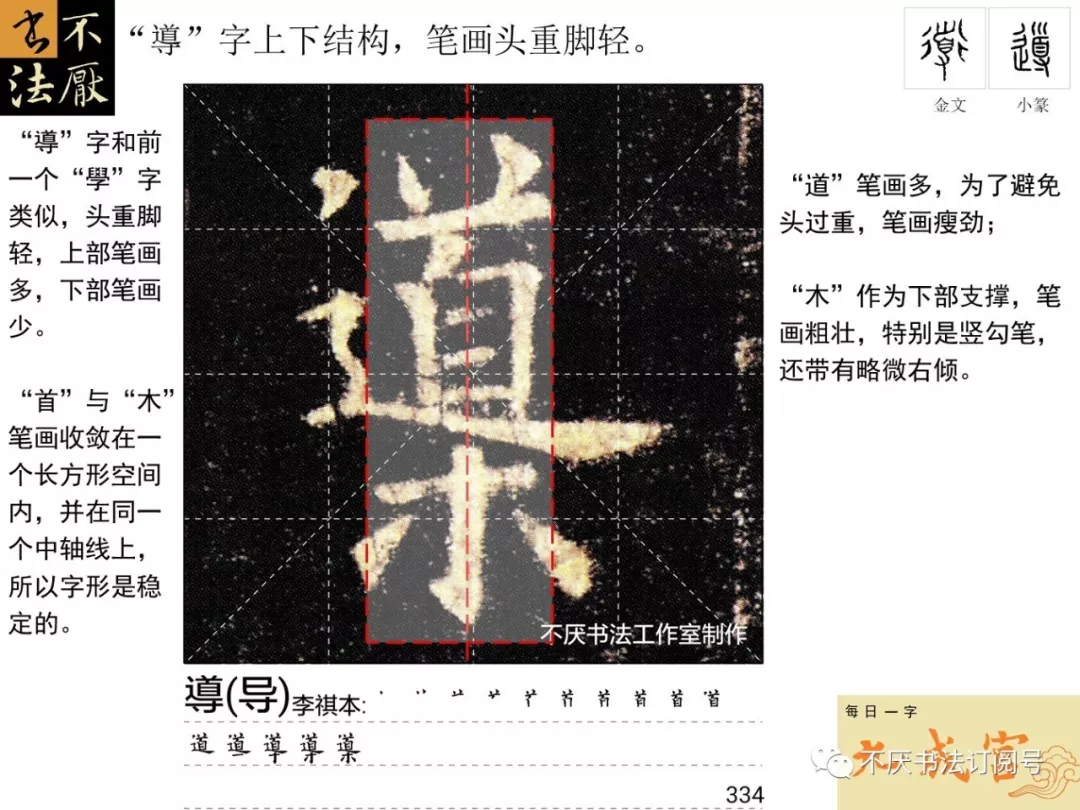 不厭
书法
“導”字上下结构，笔画头重脚轻。
金文
小篆
“導”字和前
一个“學”字
类似，头重脚
轻，上部笔画
多，下部笔画
少。
“首”与“木”
笔画收敛在一
个长方形空间
内，并在同一
个中轴线上，
所以字形是稳
定的。
“道”笔画多，为了避免
头过重，笔画瘦劲；
“木”作为下部支撑，笔
画粗壮，特别是竖勾笔，
还带有略微右倾。
不厌书法工作室制作
導(导)李祺本:
334
每日一字
九成宫
不厌书法订阅号